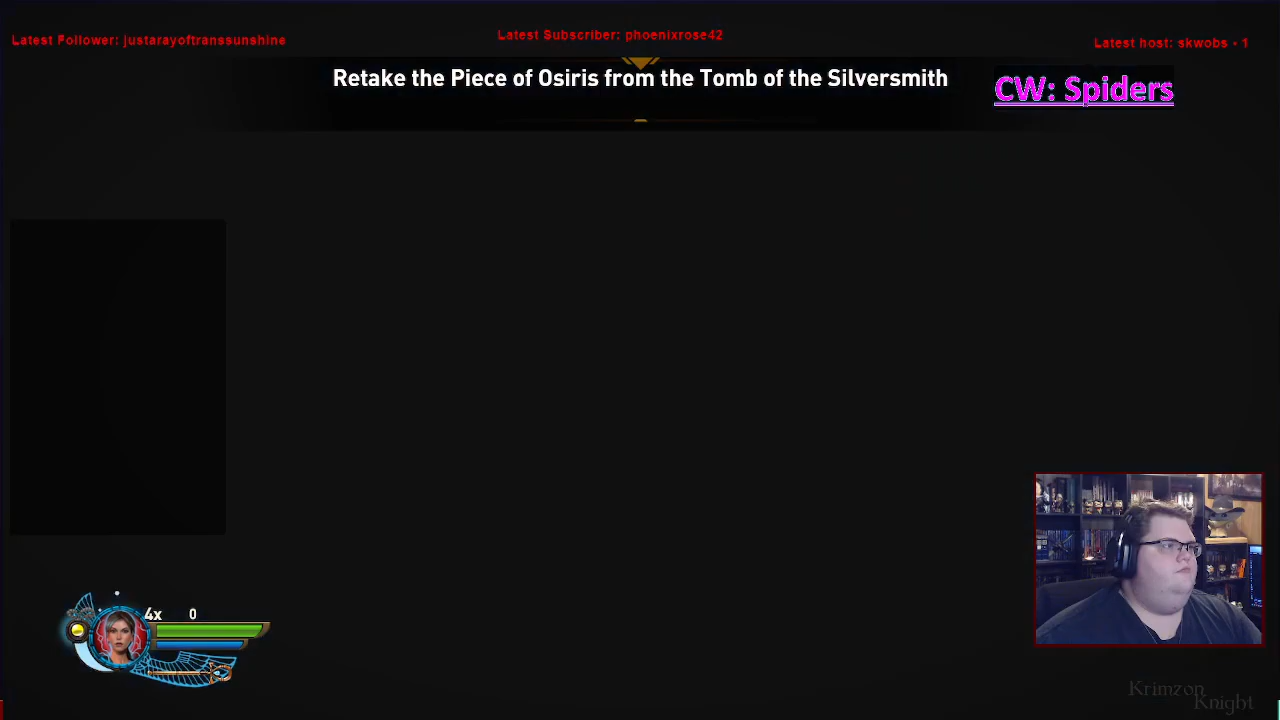 Latest Follower: justarayoftranssunshine
Latest Subscriber: phoenixrose42
Latest host: skwobs - 1
Retake the Piece of Osiris from the Tomb of the Silversmith
CW: Spiders
4x 0
Krimzon
Knight